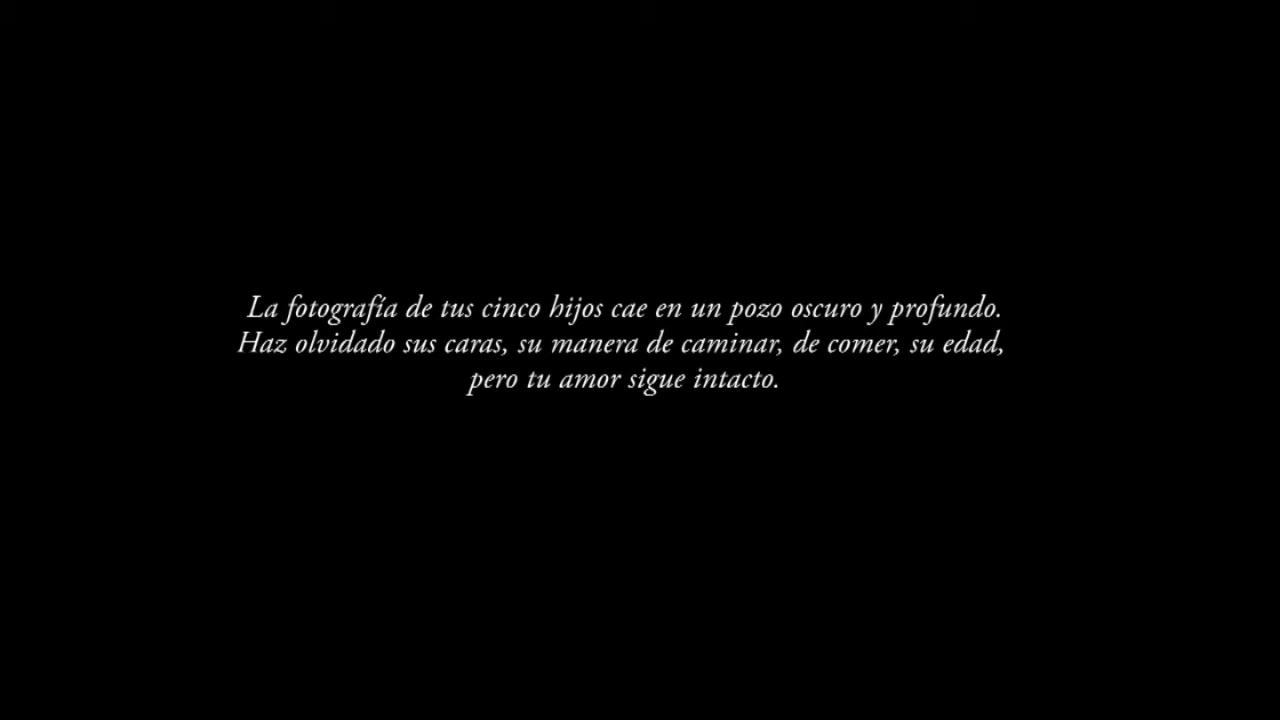 La fotografía de tus cinco hijos cae en un pozo oscuro y profundo.
Haz olvidado sus caras, su manera de caminar, de comer, su edad,
pero tu amor sigue intacto.